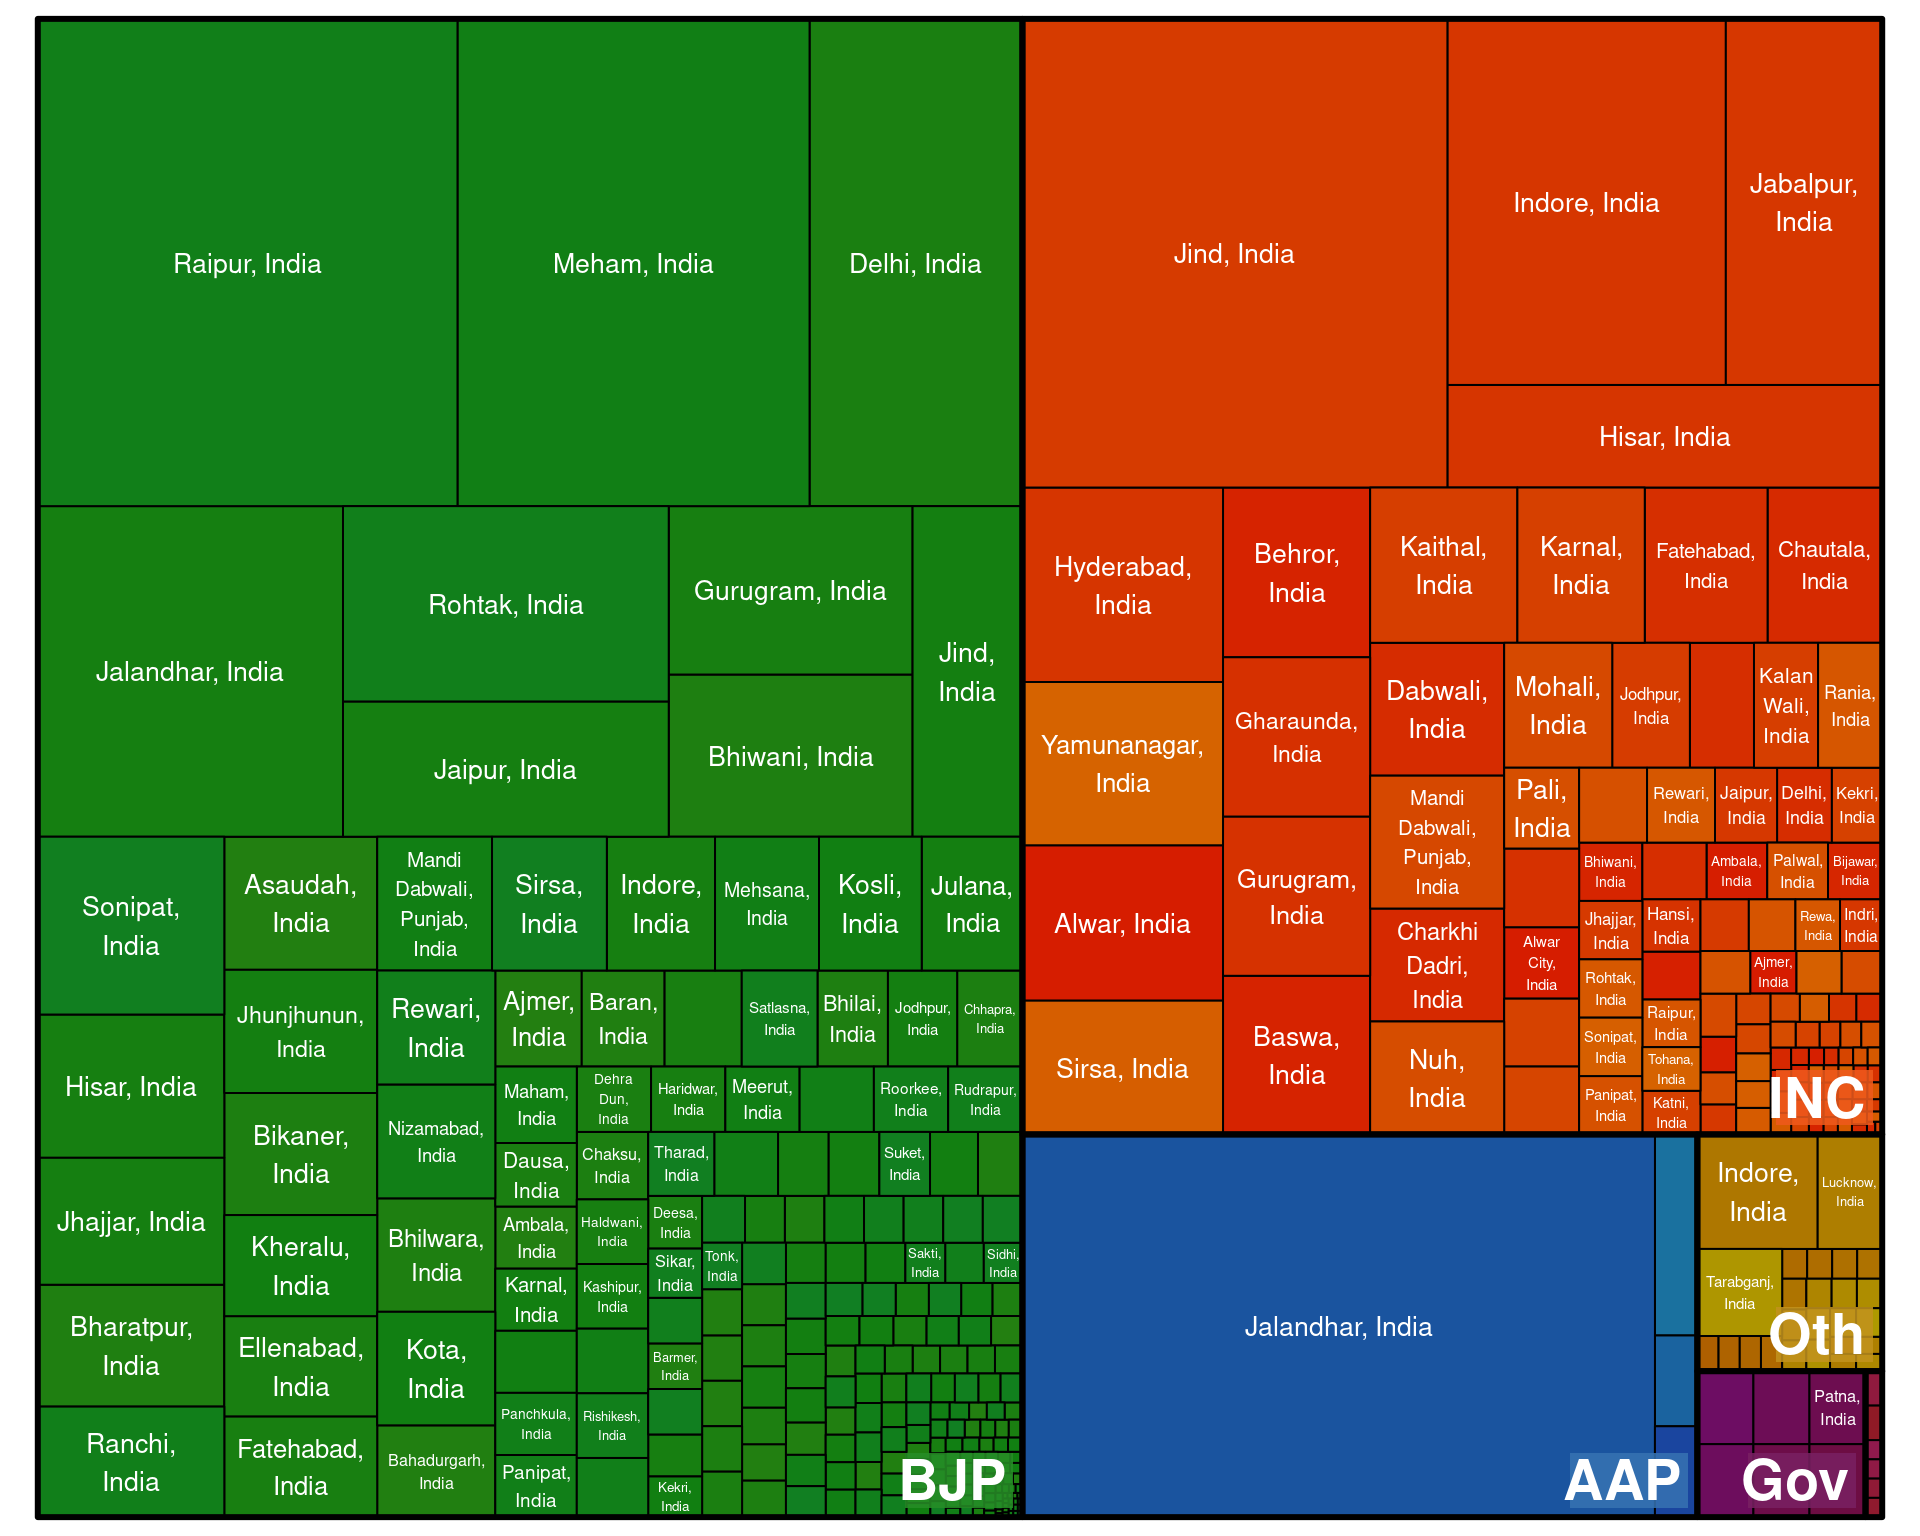 Raipur, India
Meham, India
Delhi, India
Jalandhar, India
Rohtak, India
Jaipur, India
Gurugram, India
Bhiwani, India
Jind,
India
Sonipat,
India
Hisar, India
Jhajjar, India
Bharatpur,
India
Ranchi,
India
Asaudah,
India
Jhunjhunun,
India
Bikaner,
India
Kheralu,
India
Ellenabad,
India
Fatehabad,
India
Mandi
Dabwali,
Punjab,
India
Sirsa,
India
Indore,
India
Mehsana,
India
Kosli,
India
Julana,
India
Rewari,
India
Nizamabad,
India
Bhilwara,
India
Kota,
India
Bahadurgarh,
India
Ajmer,
India
Baran,
India
Satlasna,
India
Bhilai,
India
Jodhpur,
India
Chhapra,
India
Maham,
India
Dausa,
India
Ambala,
India
Karnal,
India
Panchkula,
India
Panipat,
India
Dehra
Dun,
India
Haridwar,
India
Meerut,
India
Roorkee,
India
Rudrapur,
India
Chaksu,
India
Haldwani,
India
Kashipur,
India
Rishikesh,
India
Tharad,
India
Suket,
India
Deesa,
India
Sikar,
India
Tonk,
India
Sakti,
India
Sidhi,
India
Barmer,
India
Kekri,
India
BJP
Jind, India
Indore, India
Jabalpur,
India
Hisar, India
Hyderabad,
India
Yamunanagar,
India
Alwar, India
Sirsa, India
Behror,
India
Gharaunda,
India
Gurugram,
India
Baswa,
India
Kaithal,
India
Karnal,
India
Fatehabad,
India
Chautala,
India
Dabwali,
India
Mandi
Dabwali,
Punjab,
India
Charkhi
Dadri,
India
Nuh,
India
Mohali,
India
Jodhpur,
India
Kalan
Wali,
India
Rania,
India
Pali,
India
Rewari,
India
Jaipur,
India
Delhi,
India
Kekri,
India
Alwar
City,
India
Bhiwani,
India
Ambala,
India
Palwal,
India
Bijawar,
India
Jhajjar,
India
Hansi,
India
Rewa,
India
Indri,
India
Rohtak,
India
Ajmer,
India
Sonipat,
India
Raipur,
India
Tohana,
India
Panipat,
India
Katni,
India
INC
Jalandhar, India
AAP
Indore,
India
Lucknow,
India
Tarabganj,
India
Oth
Patna,
India
Gov